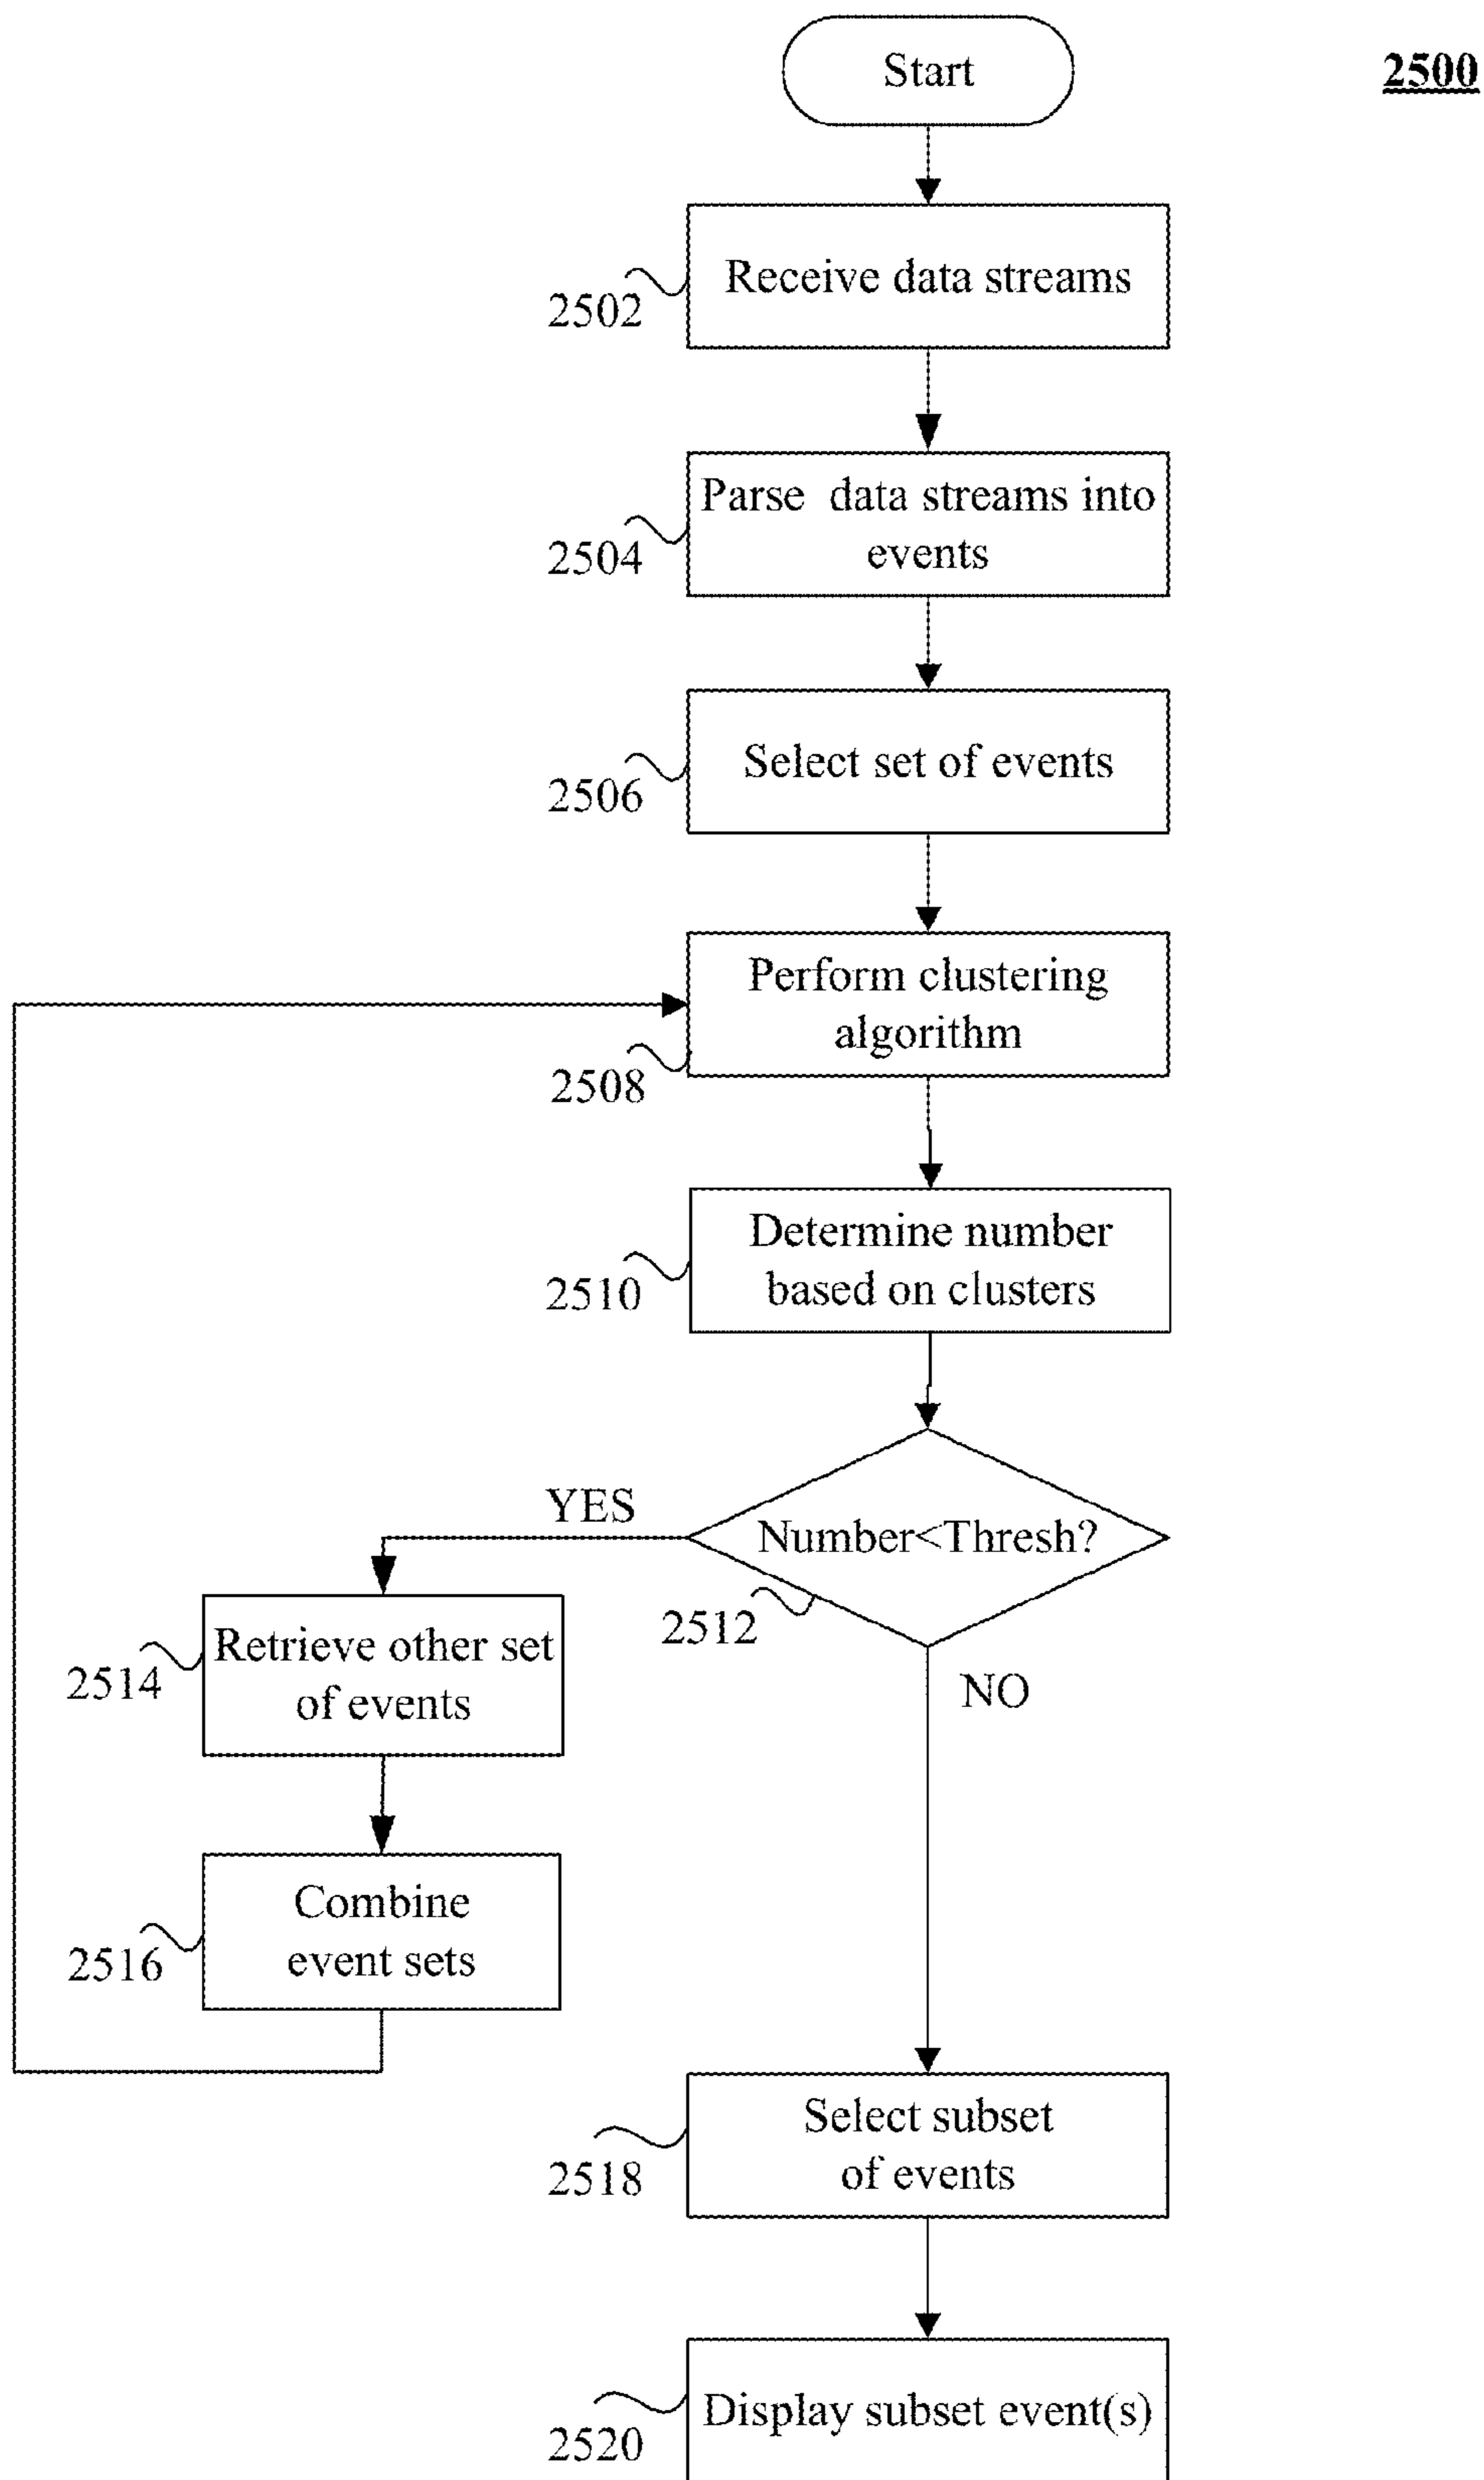 Start
2500
Receive data streams
2502
Parse data streams into
events
2504
Select set of events
2506
Perform clustering
algorithm
2508
Determine number
based on clusters
2510
YES
Number<Thresh?
2512
NO
Retrieve other set
of events
2514
Combine
event sets
2516
Select subset
of events
2518
Display subset event(s)
2520